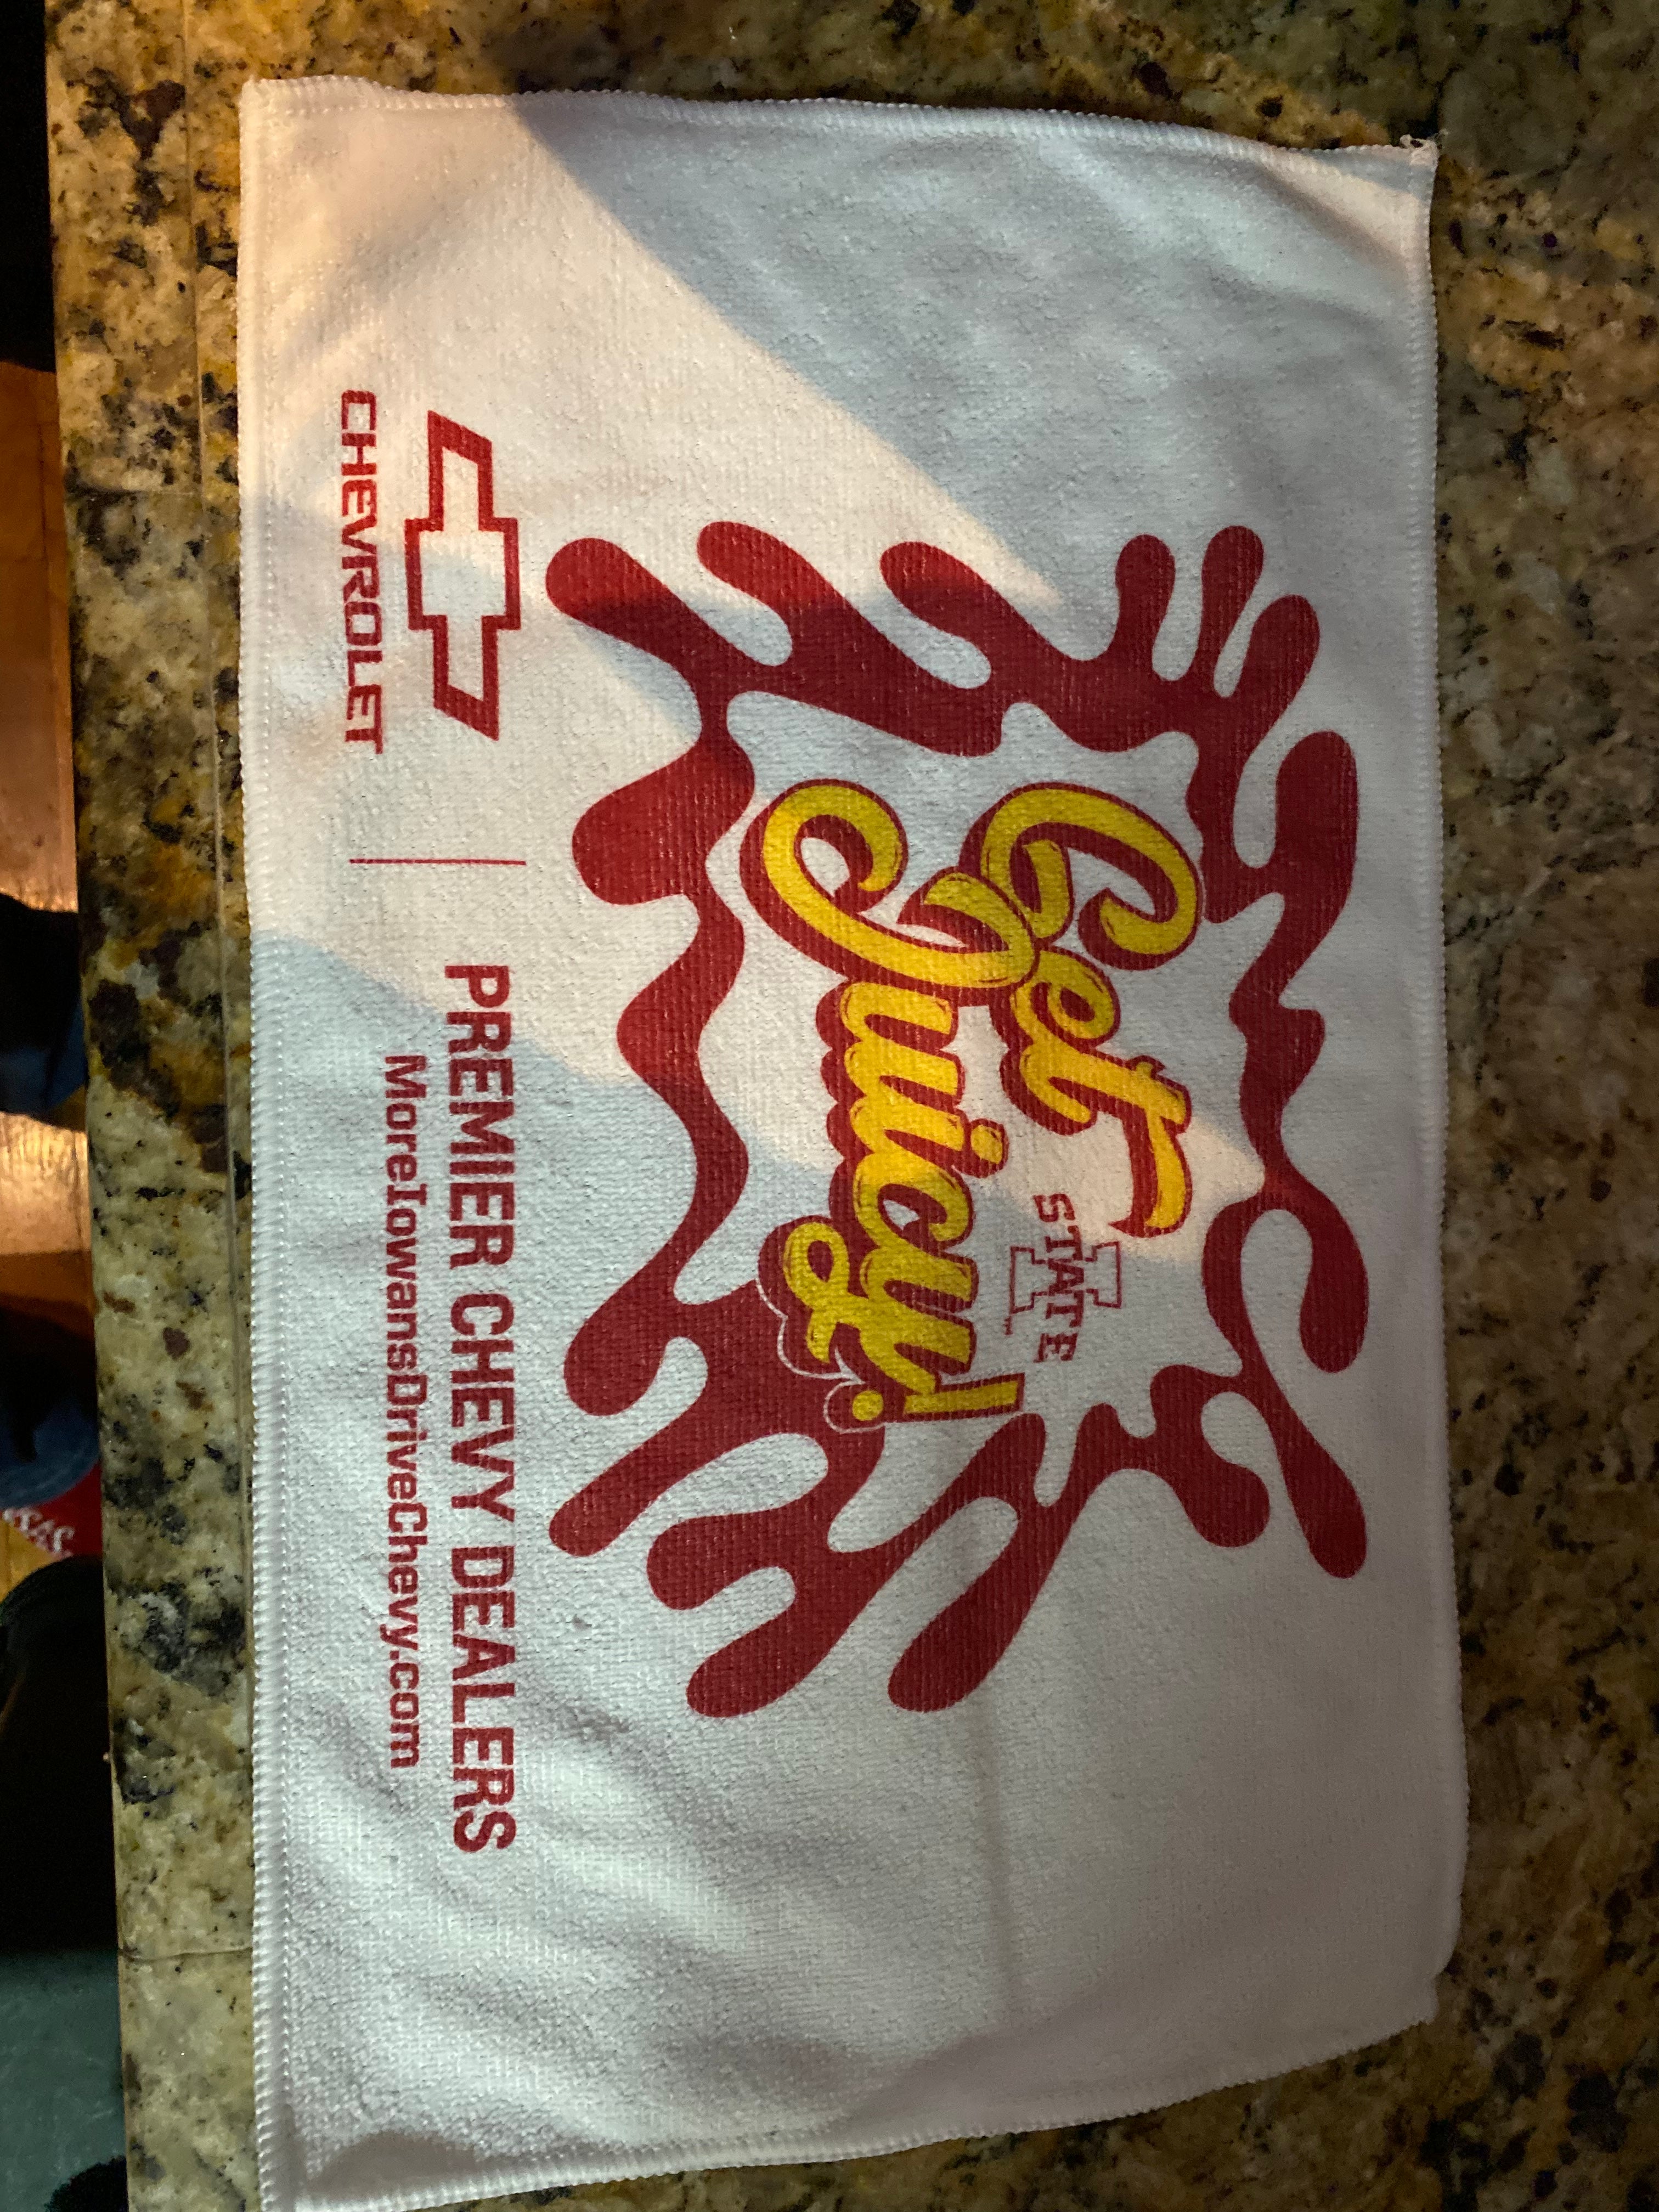 Get
STATE
Juicy!
CHEVROLET
PREMIER CHEVY DEALERS
MoreIowansDriveChevy.com